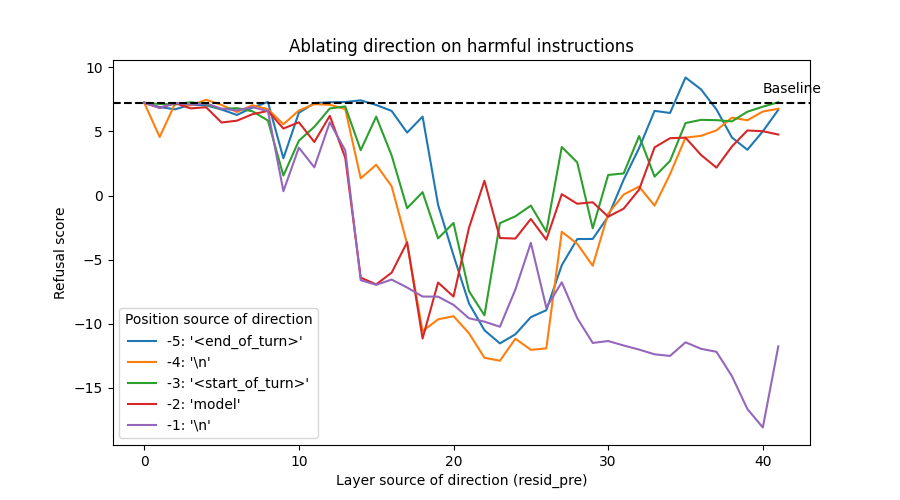 Ablating direction on harmful instructions
10
5
0
−5
−10
−15
Refusal score
Baseline
Position source of direction
-5: '<end_of_turn>'
-4: '\n'
-3: '<start_of_turn>'
-2: 'model'
-1: '\n'
0 10 20 30 40
Layer source of direction (resid_pre)